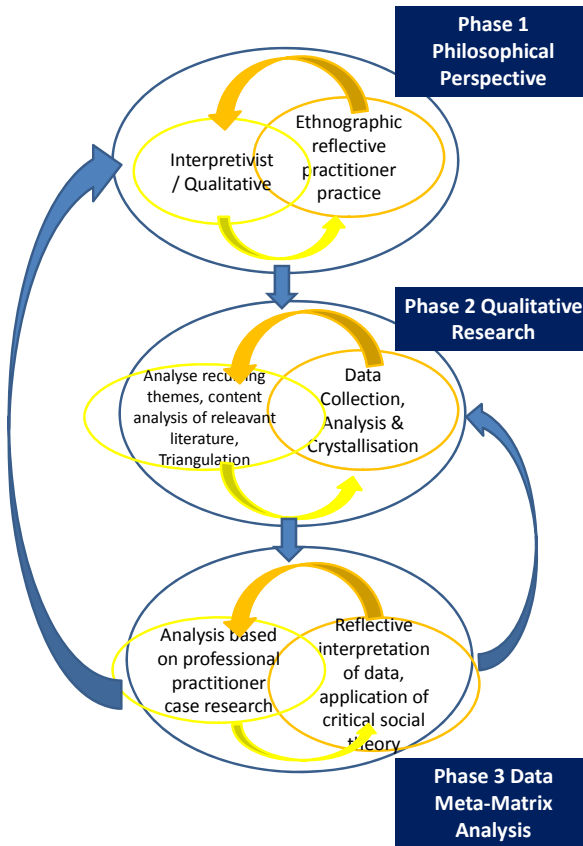 Phase 1
Philosophical
Perspective
Ethnographic
reflective
practitioner
practice
Interpretivist
/ Qualitative
Phase 2 Qualitative
Research
Analyse recurring
themes, content
analysis of releavant
literature,
Triangulation
Data
Collection,
Analysis &
Crystallisation
Analysis based
on professional
practitioner
case research
Reflective
interpretation
of data,
application of
critical social
theory
Phase 3 Data
Meta-Matrix
Analysis